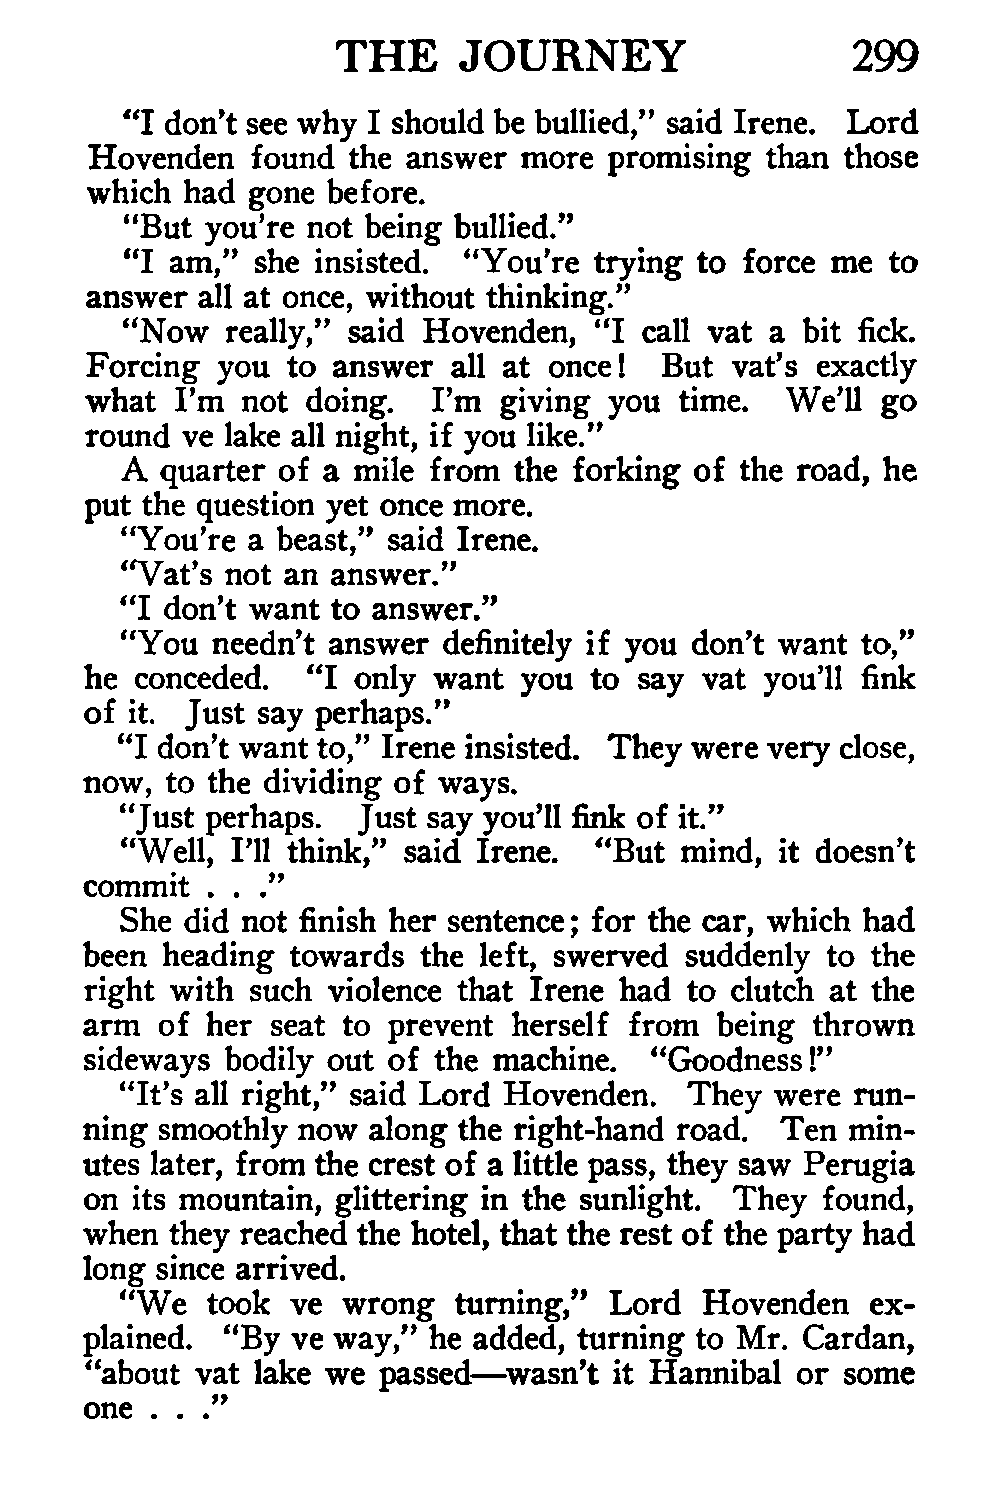 THE JOURNEY 299
“I don’t see why I should be bullied,” said Irene. Lord
Hovenden found the answer more promising than those
which had gone before.
“But you’re not being bullied.”
“I am,” she insisted. “You’re trying to force me to
answer all at once, without thinking.”
“Now really,” said Hovenden, “I call vat a bit fick.
Forcing you to answer all at once! But vat’s exactly
what I’m not doing. I’m giving you time. We’ll go
round ve lake all night, if you like.”
A quarter of a mile from the forking of the road, he
put the question yet once more.
“You’re a beast,” said Irene.
“Vat’s not an answer.”
“I don’t want to answer.”
“You needn’t answer definitely if you don’t want to,”
he conceded. “I only want you to say vat you’ll fink
of it. Just say perhaps.”
“I don’t want to,” Irene insisted. They were very close,
now, to the dividing of ways.
“Just perhaps. Just say you’ll fink of it.”
“Well, I’ll think,” said Irene. “But mind, it doesn’t
commit . . .”
She did not finish her sentence; for the car, which had
been heading towards the left, swerved suddenly to the
right with such violence that Irene had to clutch at the
arm of her seat to prevent herself from being thrown
sideways bodily out of the machine. “Goodness!”
“It’s all right,” said Lord Hovenden. They were run-
ning smoothly now along the right-hand road. Ten min-
utes later, from the crest of a little pass, they saw Perugia
on its mountain, glittering in the sunlight. They found,
when they reached the hotel, that the rest of the party had
long since arrived.
“We took ve wrong turning,” Lord Hovenden ex-
plained. “By ve way,” he added, turning to Mr. Cardan,
“about vat lake we passed—wasn’t it Hannibal or some
one . . .”